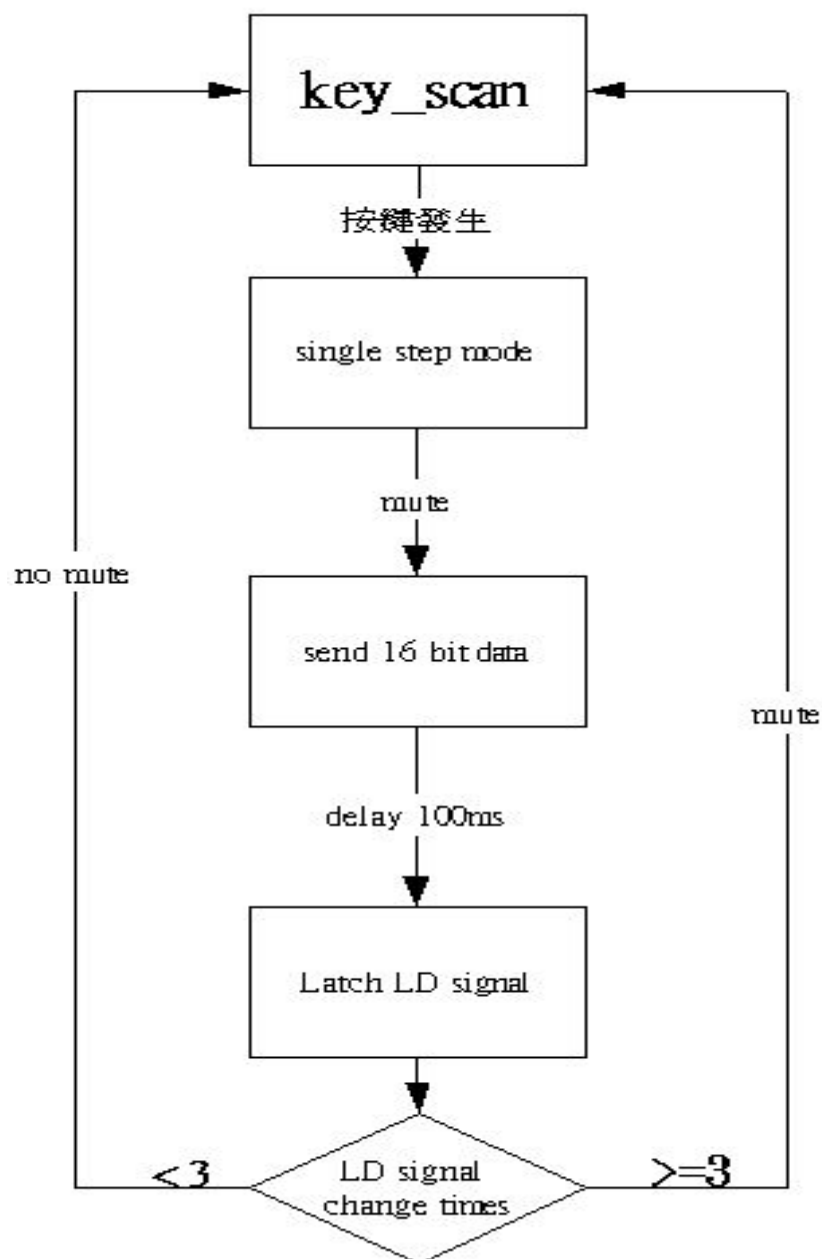 key_scan
按鍵發生
single step mode
mute
no mute
send 16 bit data
mute
delay 100ms
Latch LD signal
<3
LD signal
change times
>=3